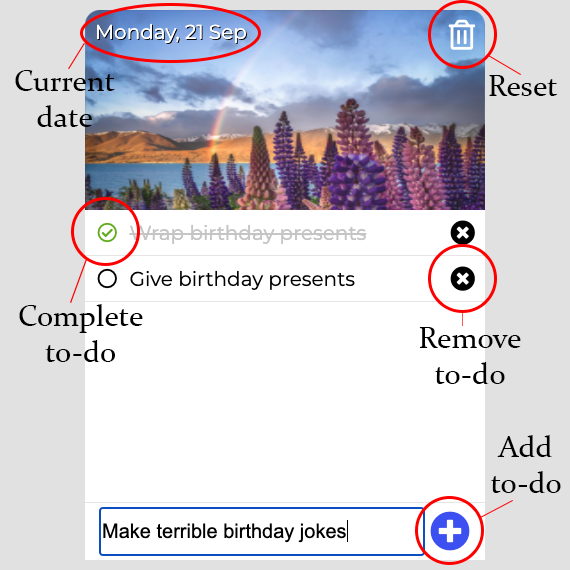 Monday, 21 Sep
Current
date
Reset
Wrap birthday presents
Give birthday presents
Complete
to-do
Remove
to-do
Add
to-do
Make terrible birthday jokes